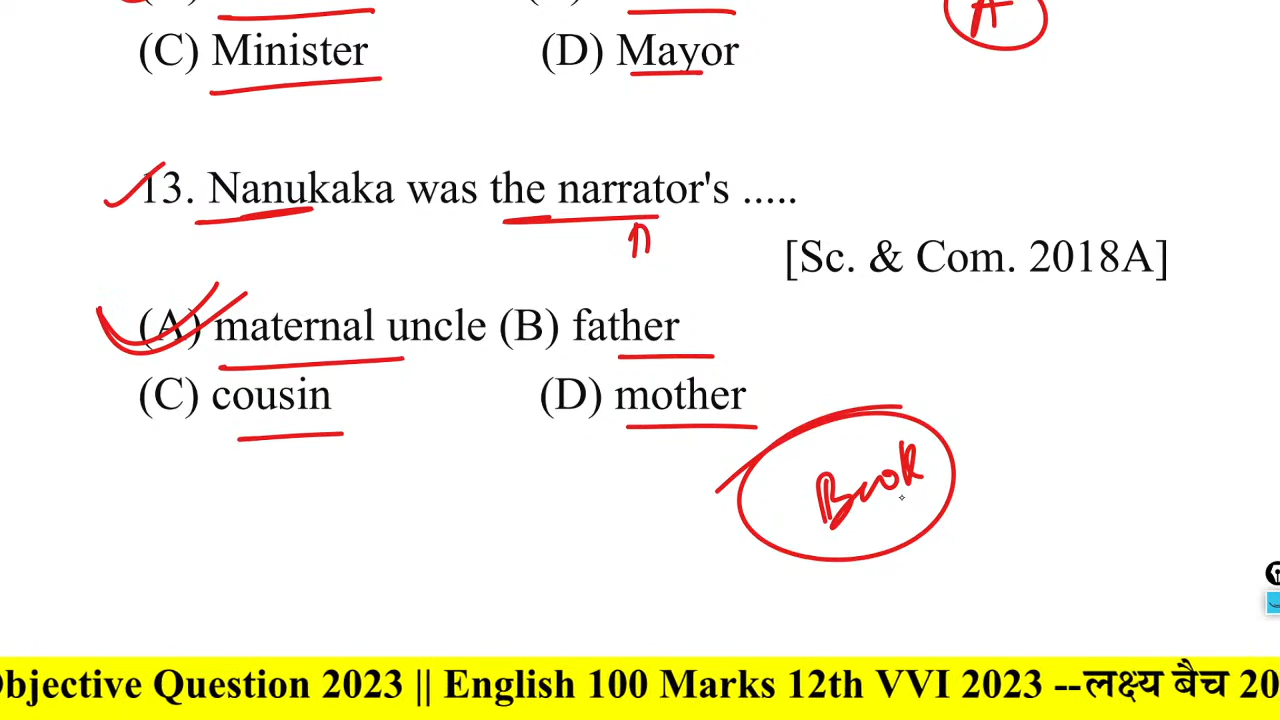 A
(C) Minister (D) Mayor
13. Nanukaka was the narrator's .....
[Sc. & Com. 2018A]
(A) maternal uncle (B) father
(C) cousin (D) mother
Book
Objective Question 2023 || English 100 Marks 12th VVI 2023 --लक्ष्य बैच 20